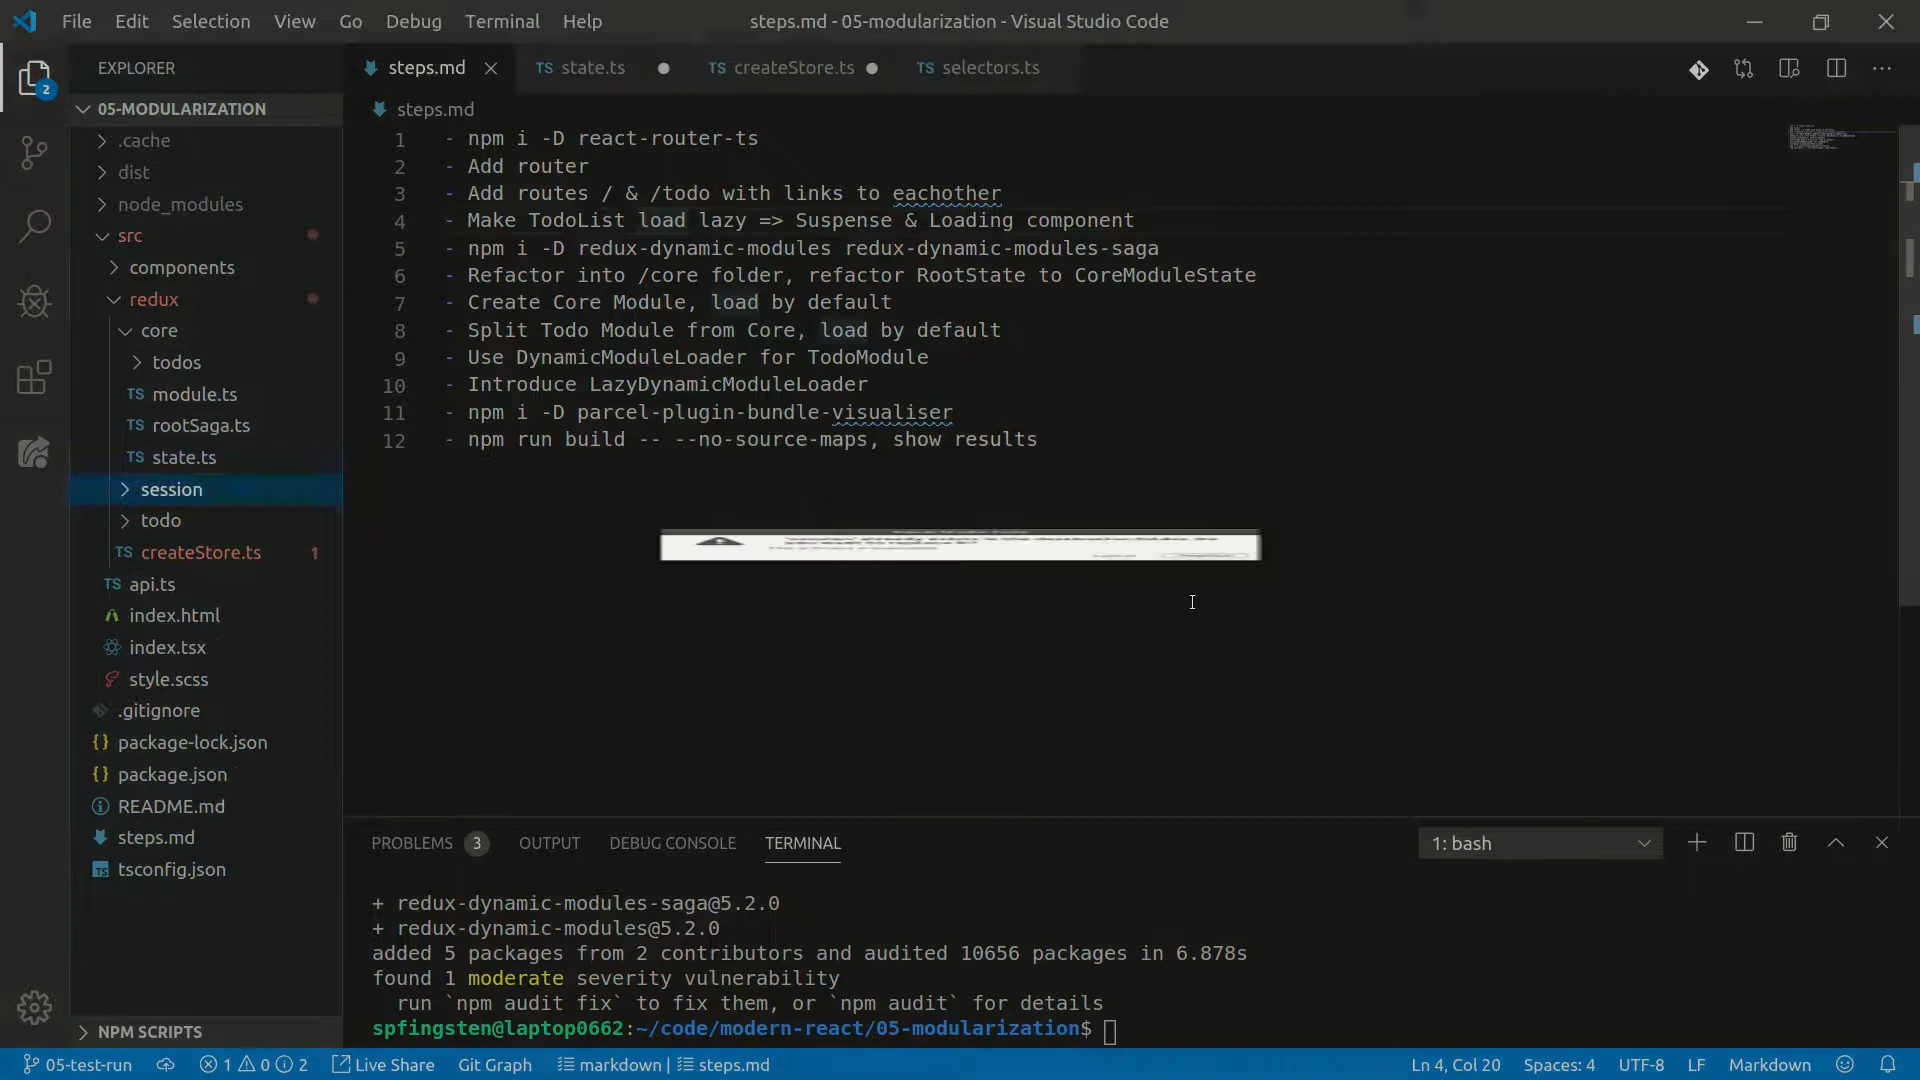 File Edit Selection View Go Debug Terminal Help
steps.md - 05-modularization - Visual Studio Code
EXPLORER
steps.md
TS state.ts
TS createStore.ts
TS selectors.ts
2
05-MODULARIZATION
.cache
dist
node_modules
src
components
redux
core
todos
TS module.ts
TS rootSaga.ts
TS state.ts
session
todo
TS createStore.ts 1
TS api.ts
index.html
index.tsx
style.scss
.gitignore
{} package-lock.json
{} package.json
README.md
steps.md
TS tsconfig.json
NPM SCRIPTS
steps.md
1 - npm i -D react-router-ts
2 - Add router
3 - Add routes / & /todo with links to eachother
4 - Make TodoList load lazy => Suspense & Loading component
5 - npm i -D redux-dynamic-modules redux-dynamic-modules-saga
6 - Refactor into /core folder, refactor RootState to CoreModuleState
7 - Create Core Module, load by default
8 - Split Todo Module from Core, load by default
9 - Use DynamicModuleLoader for TodoModule
10 - Introduce LazyDynamicModuleLoader
11 - npm i -D parcel-plugin-bundle-visualiser
12 - npm run build -- --no-source-maps, show results
PROBLEMS 3 OUTPUT DEBUG CONSOLE TERMINAL
1: bash
+ redux-dynamic-modules-saga@5.2.0
+ redux-dynamic-modules@5.2.0
added 5 packages from 2 contributors and audited 10656 packages in 6.878s
found 1 moderate severity vulnerability
run `npm audit fix` to fix them, or `npm audit` for details
spfingsten@laptop0662:~/code/modern-react/05-modularization$
05-test-run 1 0 2 Live Share Git Graph markdown | steps.md
Ln 4, Col 20 Spaces: 4 UTF-8 LF Markdown